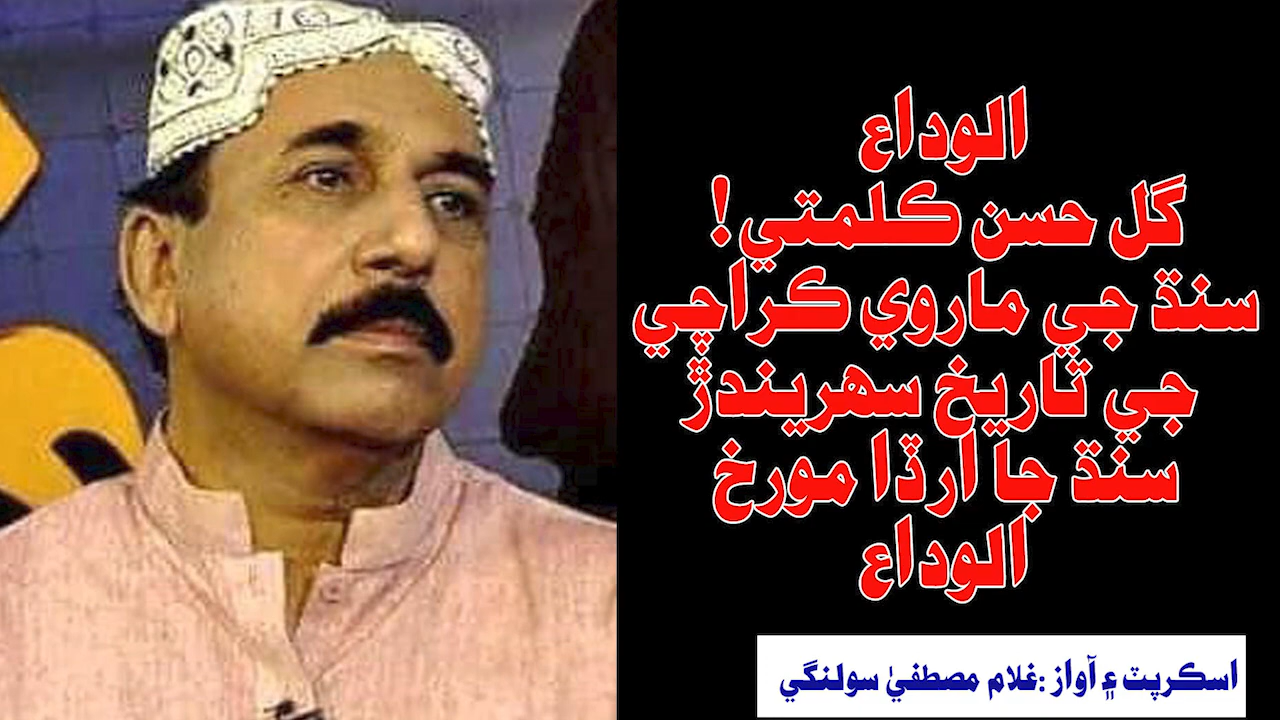 الوداع
گل حسن ڪلمتي!
سنڌ جي ماروي ڪراچي
جي تاريخ سهريندڙ
سنڌ جا ارڏا مورخ
الوداع
اسڪرپٽ ۽ آواز :غلام مصطفيٰ سولنگي